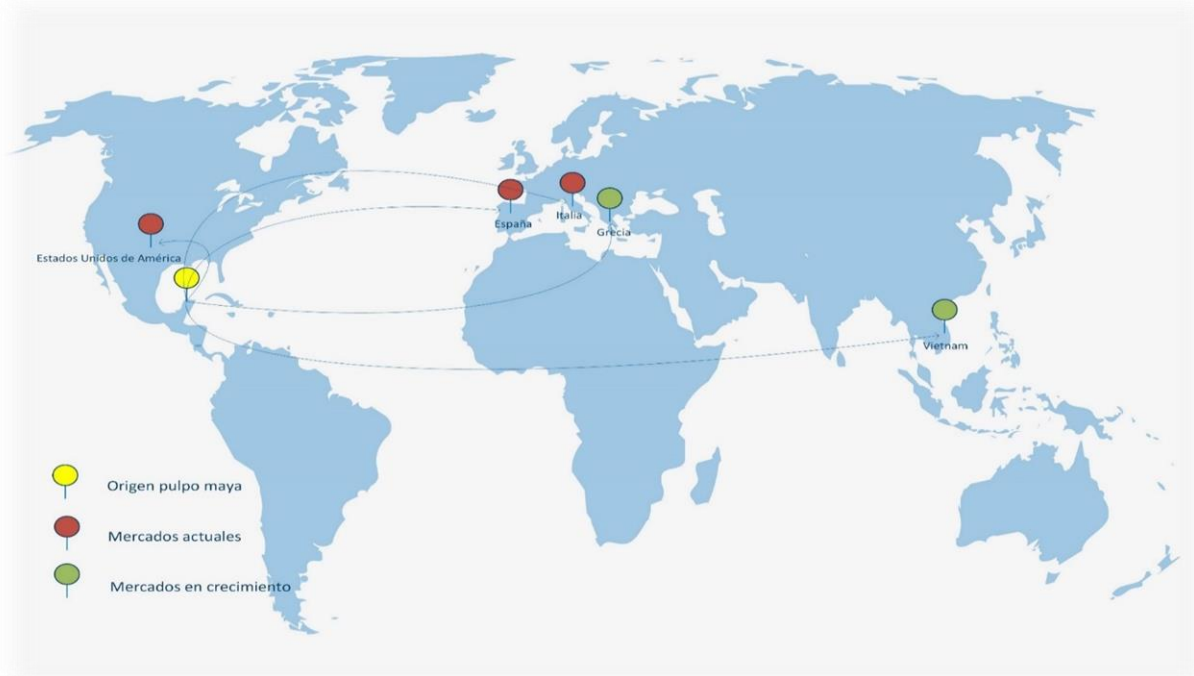 España
Italia
Grecia
Estados Unidos de América
Vietnam
Origen pulpo maya
Mercados actuales
Mercados en crecimiento